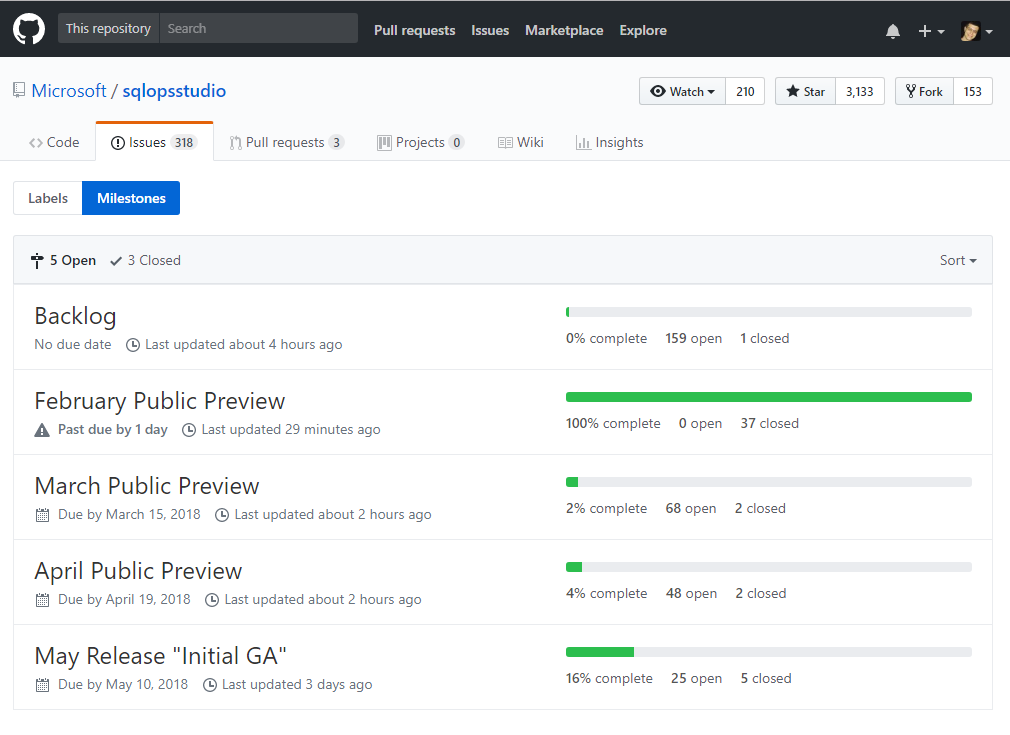 This repository Search Pull requests Issues Marketplace Explore
Microsoft / sqlopsstudio Watch 210 Star 3,133 Fork 153
Code Issues 318 Pull requests 3 Projects 0 Wiki Insights
Labels Milestones
5 Open 3 Closed Sort
Backlog
No due date Last updated about 4 hours ago
0% complete 159 open 1 closed
February Public Preview
Past due by 1 day Last updated 29 minutes ago
100% complete 0 open 37 closed
March Public Preview
Due by March 15, 2018 Last updated about 2 hours ago
2% complete 68 open 2 closed
April Public Preview
Due by April 19, 2018 Last updated about 2 hours ago
4% complete 48 open 2 closed
May Release "Initial GA"
Due by May 10, 2018 Last updated 3 days ago
16% complete 25 open 5 closed